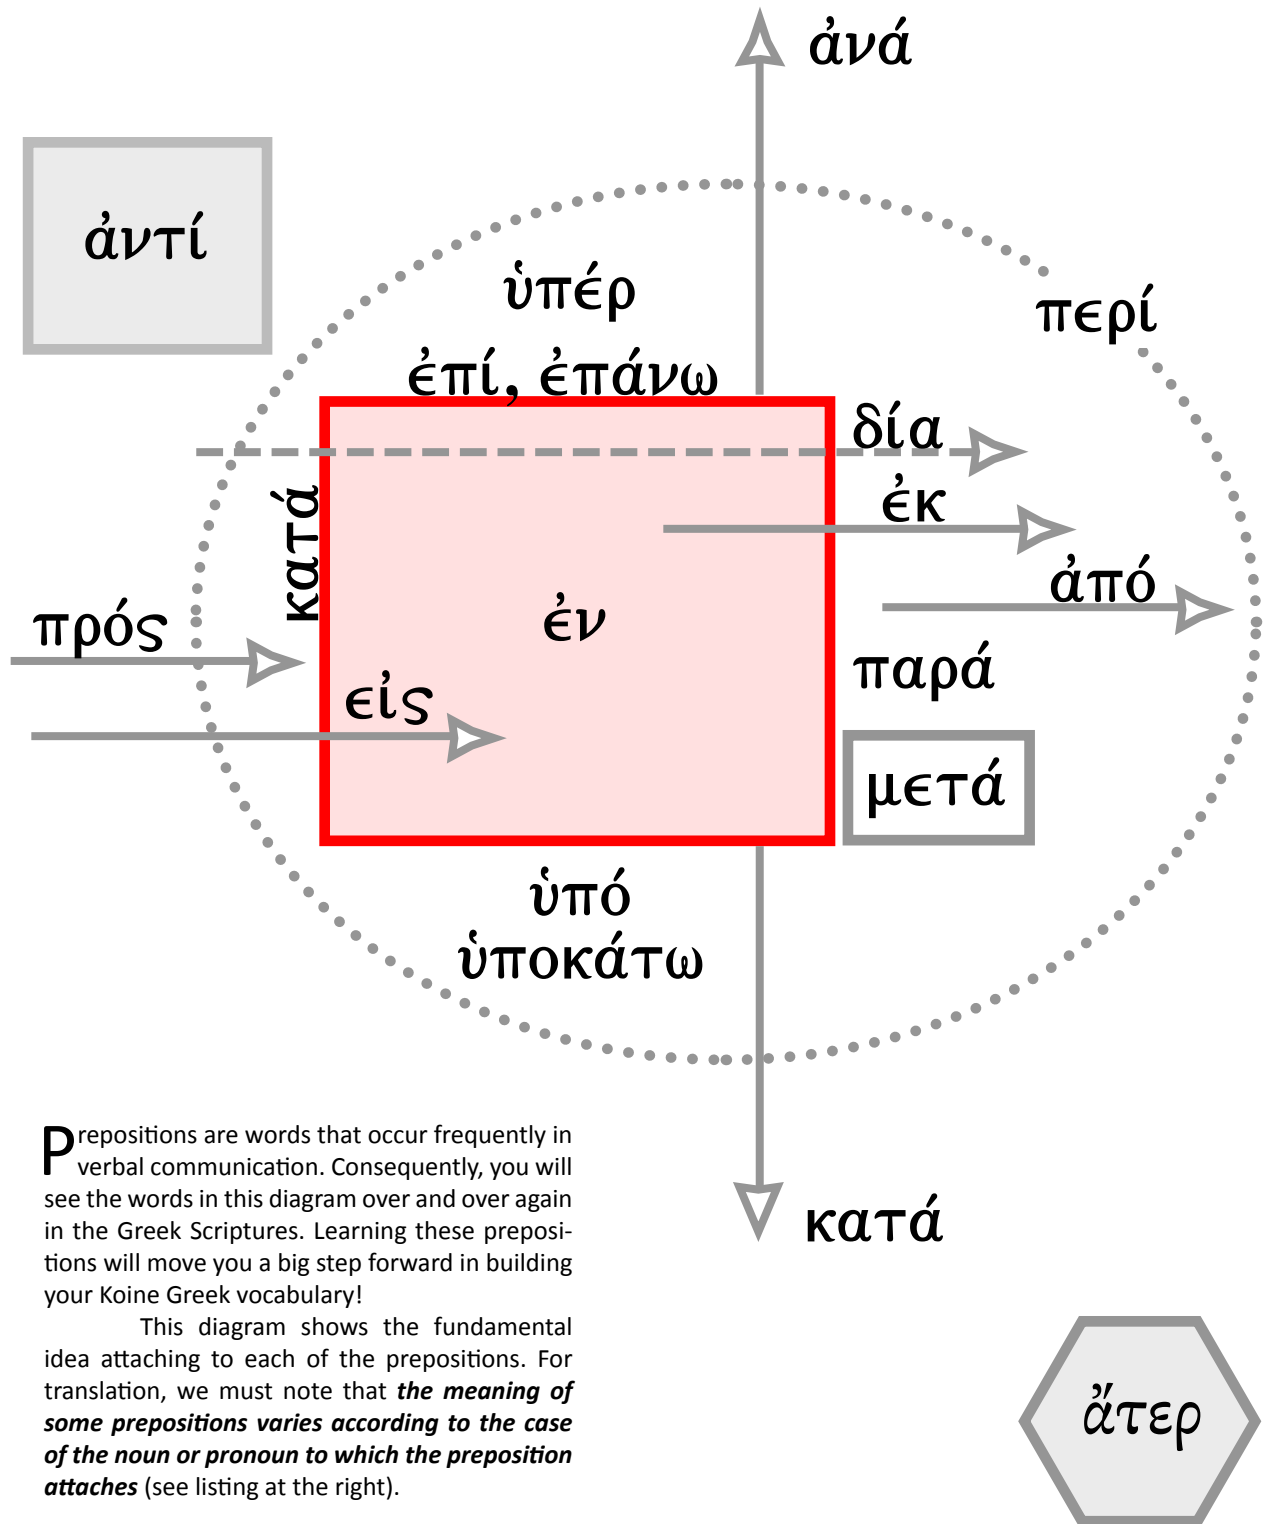 ἀνά
ἀντί
ὑπέρ
περί
ἐπί, ἐπάνω
δία
κατά
ἐκ
ἀπό
πρός
ἐν
παρά
εἰς
μετά
ὑπό
ὑποκάτω
κατά
Prepositions are words that occur frequently in
verbal communication. Consequently, you will
see the words in this diagram over and over again
in the Greek Scriptures. Learning these preposi-
tions will move you a big step forward in building
your Koine Greek vocabulary!
This diagram shows the fundamental
idea attaching to each of the prepositions. For
translation, we must note that the meaning of
some prepositions varies according to the case
of the noun or pronoun to which the preposition
attaches (see listing at the right).
ἄτερ